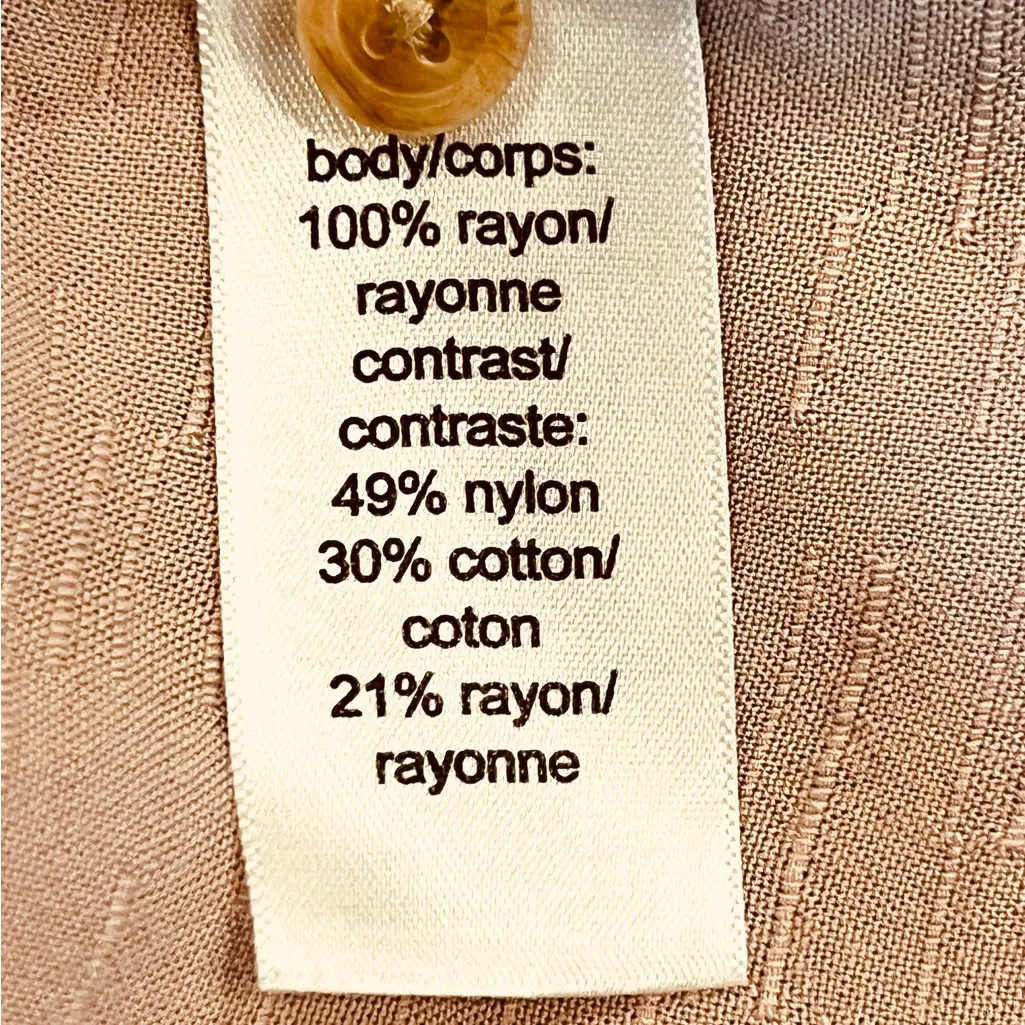 body/corps:
100% rayon/
rayonne
contrast/
contraste:
49% nylon
30% cotton/
coton
21% rayon/
rayonne